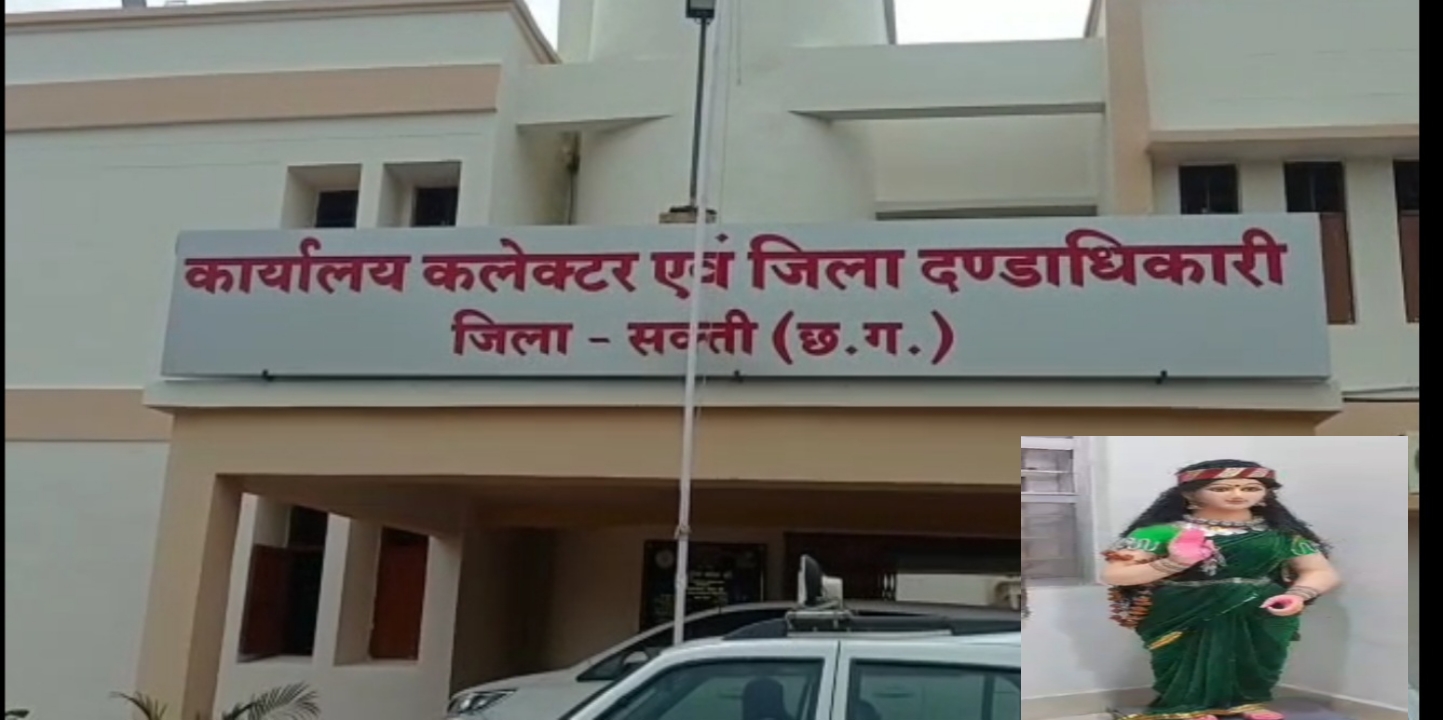 कार्यालय कलेक्टर एवं जिला दण्डाधिकारी
जिला - सक्ती (छ.ग.)